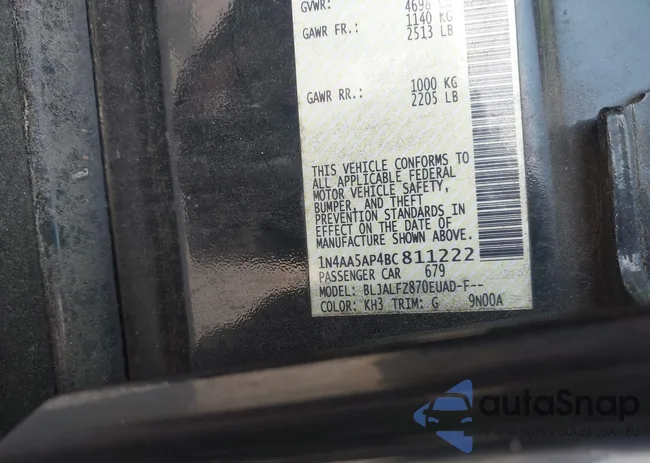 GVWR: 4698
1140 KG
GAWR FR.: 2513 LB
1000 KG
GAWR RR.: 2205 LB
THIS VEHICLE CONFORMS TO
ALL APPLICABLE FEDERAL
MOTOR VEHICLE SAFETY,
BUMPER, AND THEFT
PREVENTION STANDARDS IN
EFFECT ON THE DATE OF
MANUFACTURE SHOWN ABOVE.
1N4AA5AP4BC811222
PASSENGER CAR 679
MODEL: BLJALFZ870EUAD-F--
COLOR: KH3 TRIM: G 9N00A
autoSnap